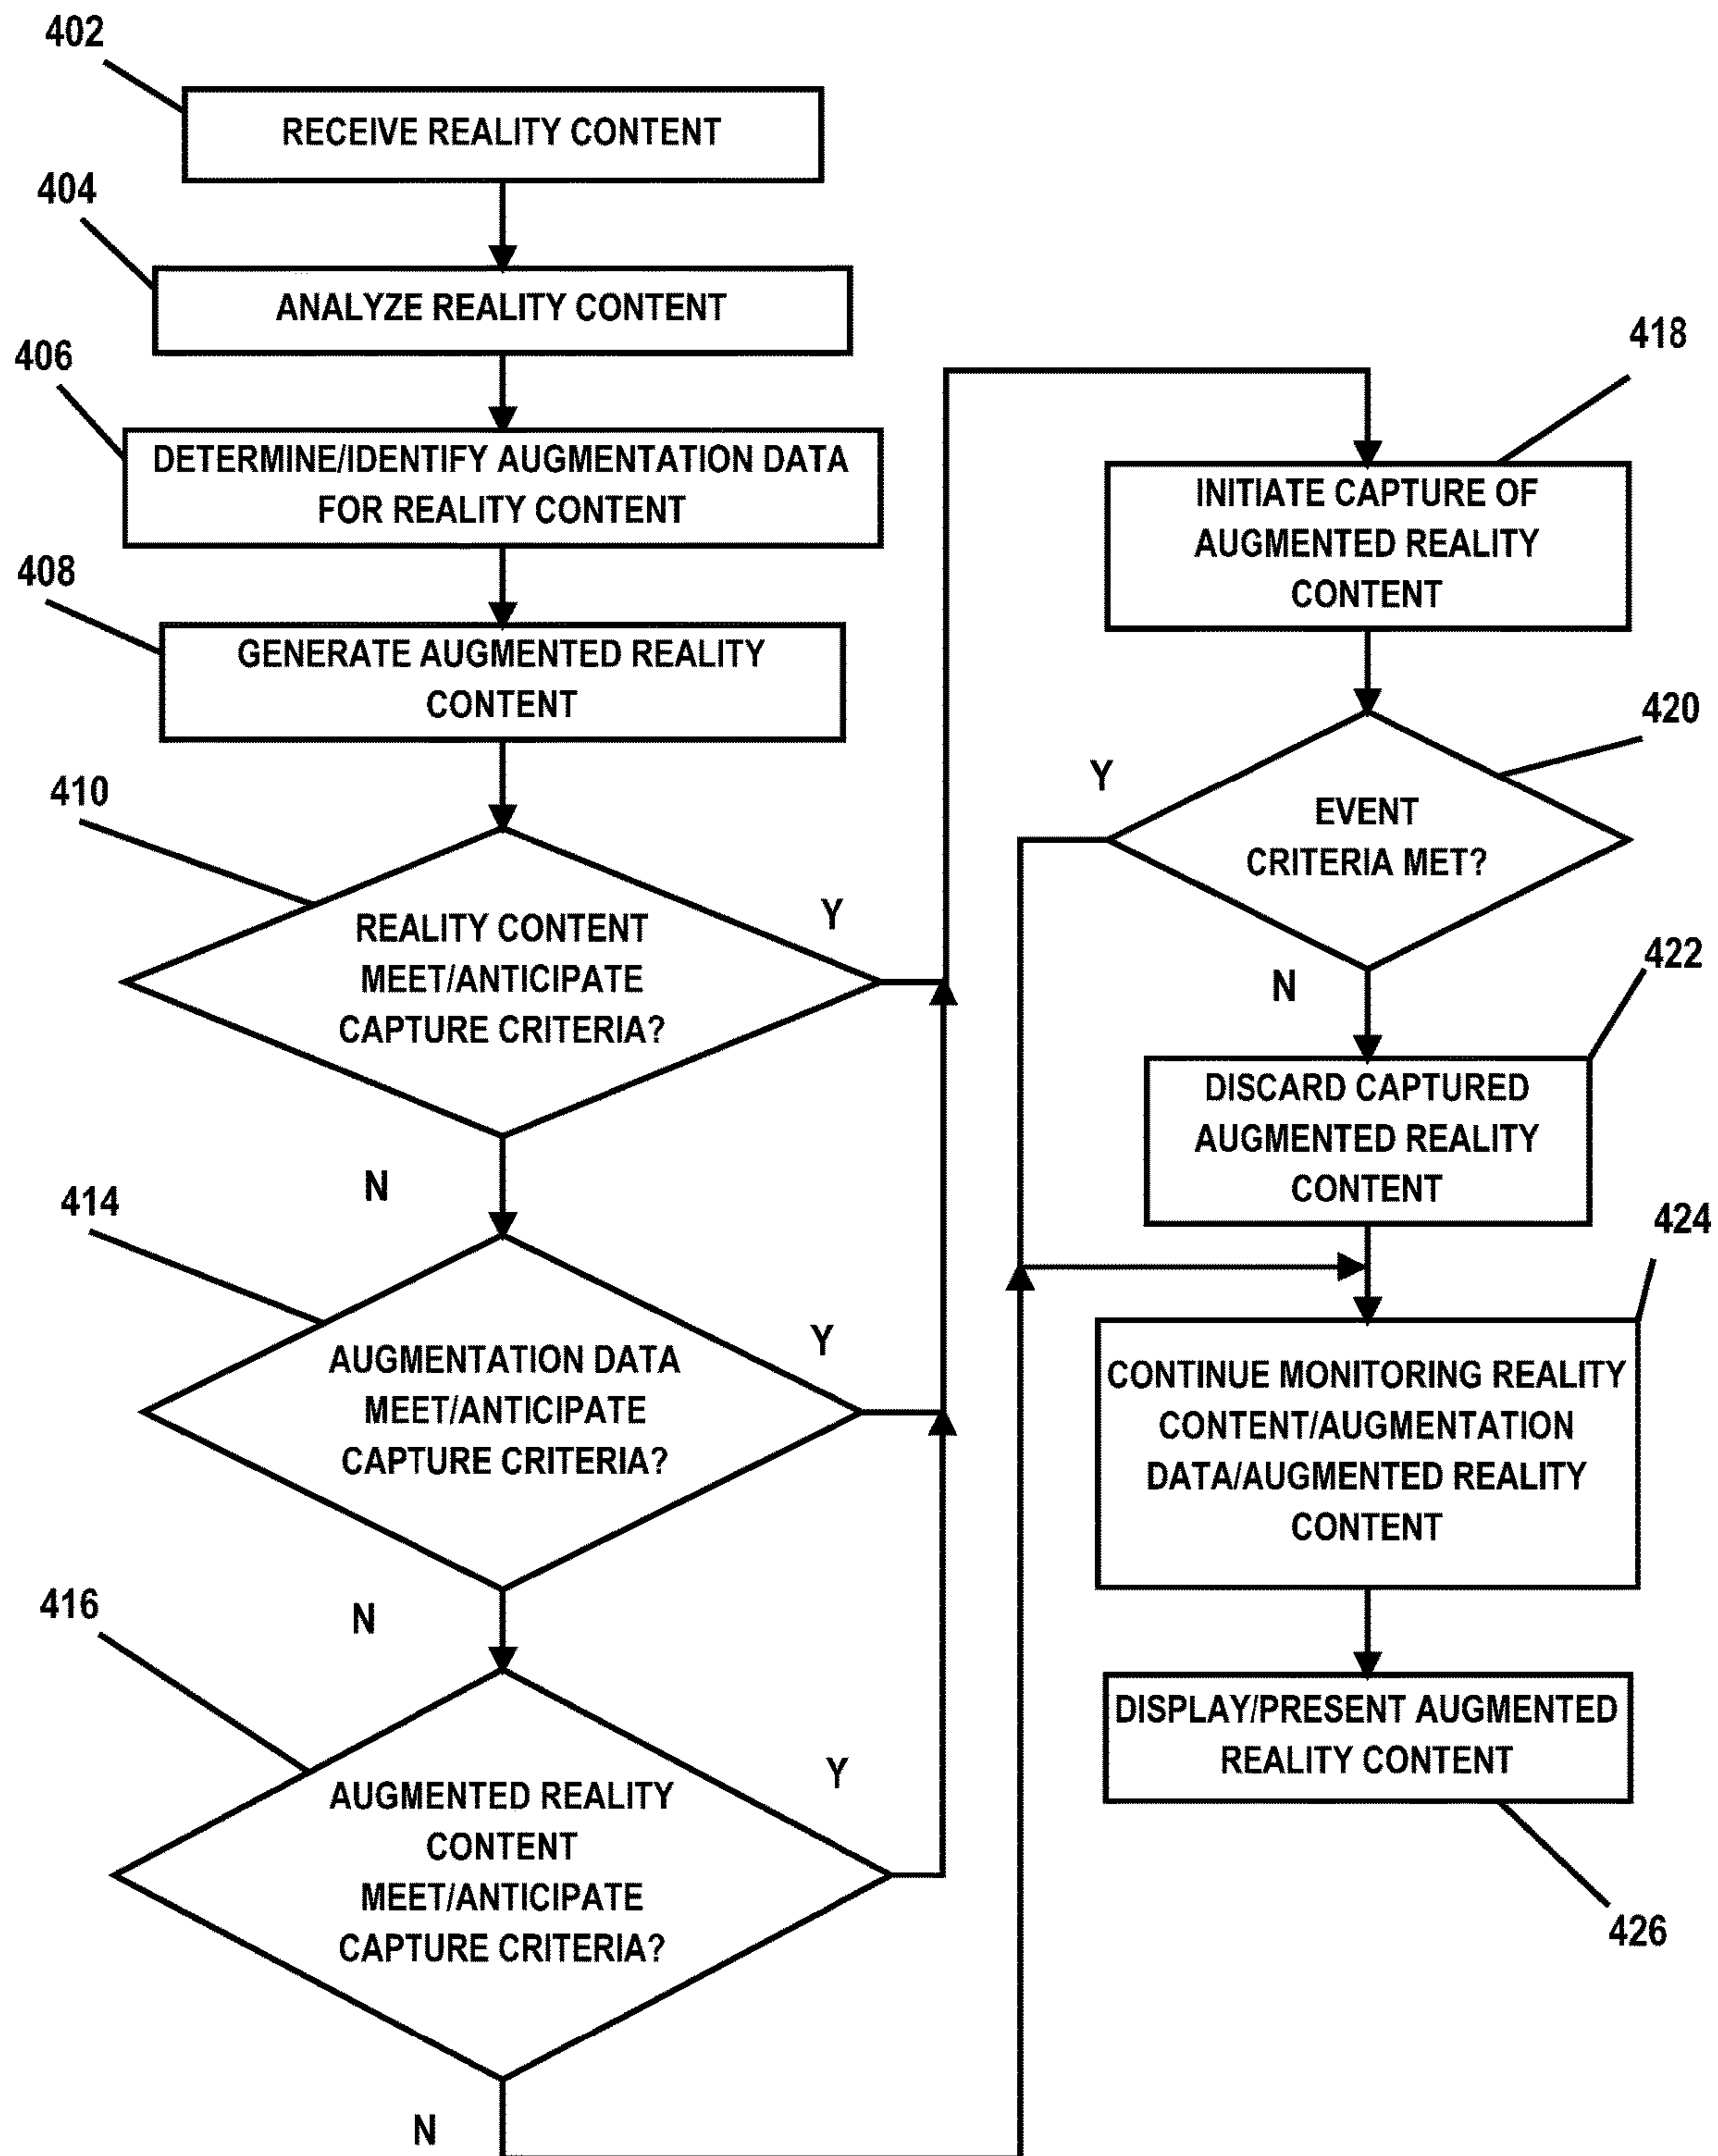 402
RECEIVE REALITY CONTENT
404
ANALYZE REALITY CONTENT
406
DETERMINE/IDENTIFY AUGMENTATION DATA
FOR REALITY CONTENT
408
GENERATE AUGMENTED REALITY
CONTENT
410
REALITY CONTENT
MEET/ANTICIPATE
CAPTURE CRITERIA?
Y
N
414
AUGMENTATION DATA
MEET/ANTICIPATE
CAPTURE CRITERIA?
Y
N
416
AUGMENTED REALITY
CONTENT
MEET/ANTICIPATE
CAPTURE CRITERIA?
Y
N
418
INITIATE CAPTURE OF
AUGMENTED REALITY
CONTENT
420
EVENT
CRITERIA MET?
Y
N
422
DISCARD CAPTURED
AUGMENTED REALITY
CONTENT
424
CONTINUE MONITORING REALITY
CONTENT/AUGMENTATION
DATA/AUGMENTED REALITY
CONTENT
DISPLAY/PRESENT AUGMENTED
REALITY CONTENT
426